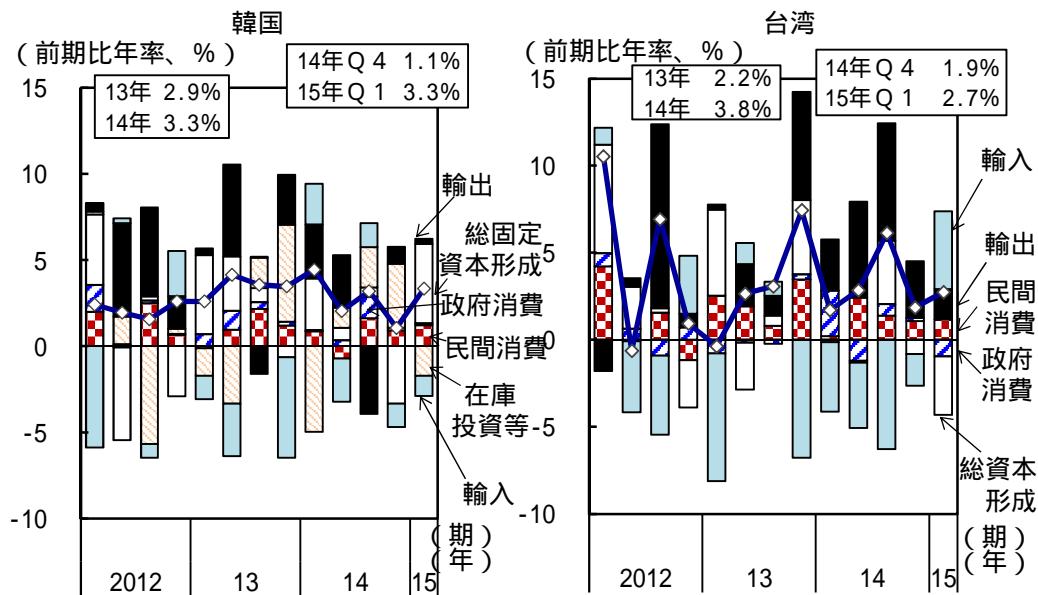 韓国
(前期比年率、%)
13年 2.9%
14年 3.3%
14年Q4 1.1%
15年Q1 3.3%
15
10
5
0
-5
-10
輸出
総固定
資本形成
政府消費
民間消費
在庫
投資等
輸入
(期)
(年)
2012
13
14
15
台湾
(前期比年率、%)
13年 2.2%
14年 3.8%
14年Q4 1.9%
15年Q1 2.7%
15
10
5
0
-5
-10
輸入
輸出
民間
消費
政府
消費
総資本
形成
(期)
(年)
2012
13
14
15